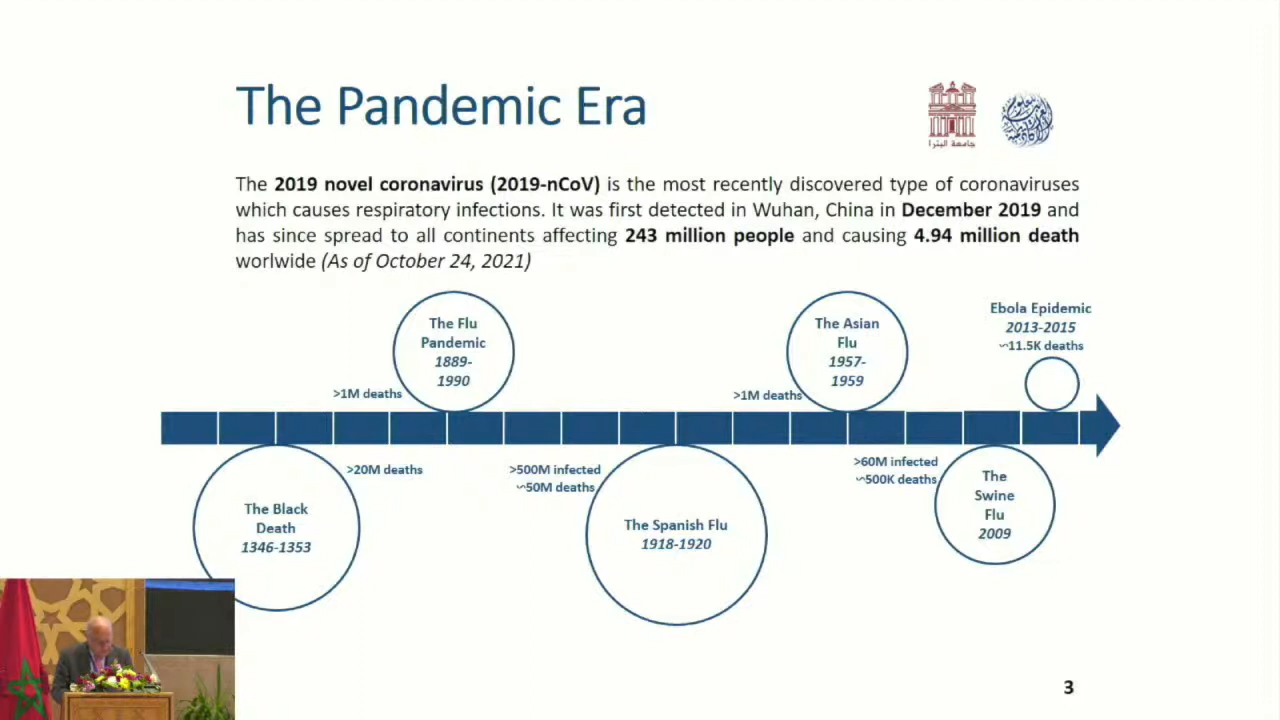 The Pandemic Era
جامعة البترا
The 2019 novel coronavirus (2019-nCoV) is the most recently discovered type of coronaviruses
which causes respiratory infections. It was first detected in Wuhan, China in December 2019 and
has since spread to all continents affecting 243 million people and causing 4.94 million death
worlwide (As of October 24, 2021)
The Flu
Pandemic
1889-
1990
>1M deaths
The Asian
Flu
1957-
1959
>1M deaths
Ebola Epidemic
2013-2015
~11.5K deaths
The Black
Death
1346-1353
>20M deaths
>500M infected
~50M deaths
The Spanish Flu
1918-1920
>60M infected
~500K deaths
The
Swine
Flu
2009
3